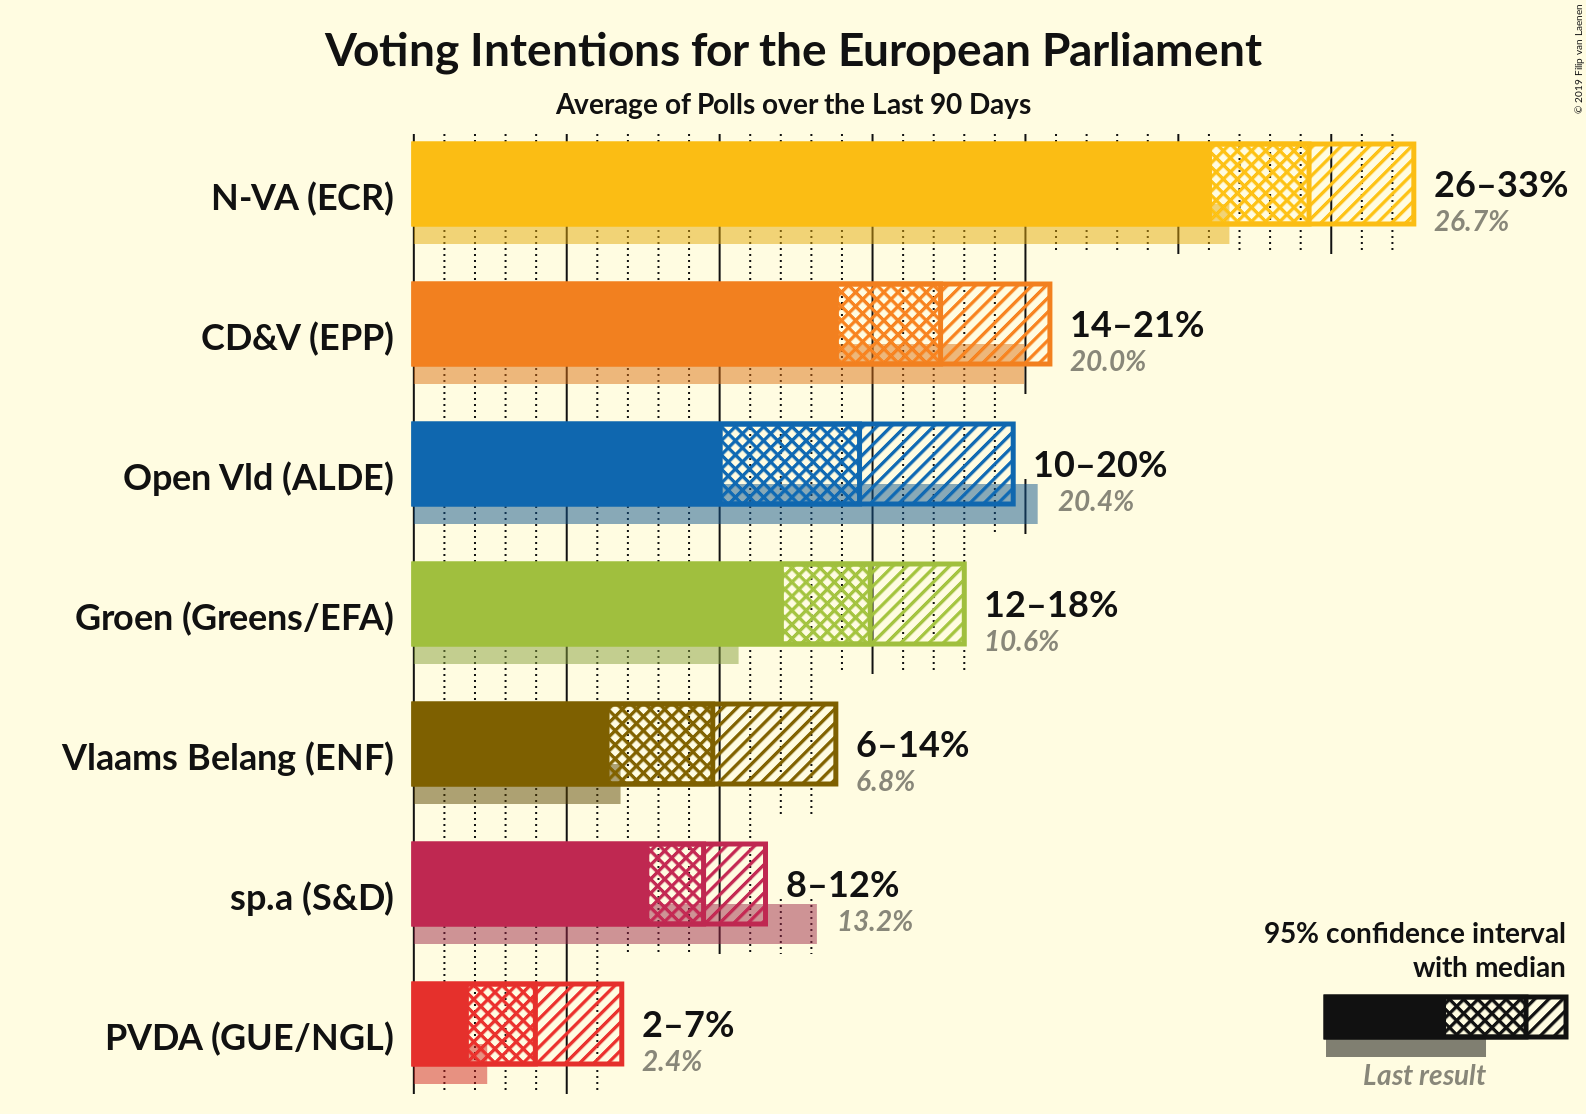 Voting Intentions for the European Parliament
Average of Polls over the Last 90 Days
© 2019 Filip van Laenen
N-VA (ECR)
26–33%
26.7%
CD&V (EPP)
14–21%
20.0%
Open Vld (ALDE)
10–20%
20.4%
Groen (Greens/EFA)
12–18%
10.6%
Vlaams Belang (ENF)
6–14%
6.8%
sp.a (S&D)
8–12%
13.2%
PVDA (GUE/NGL)
2–7%
2.4%
95% confidence interval
with median
Last result